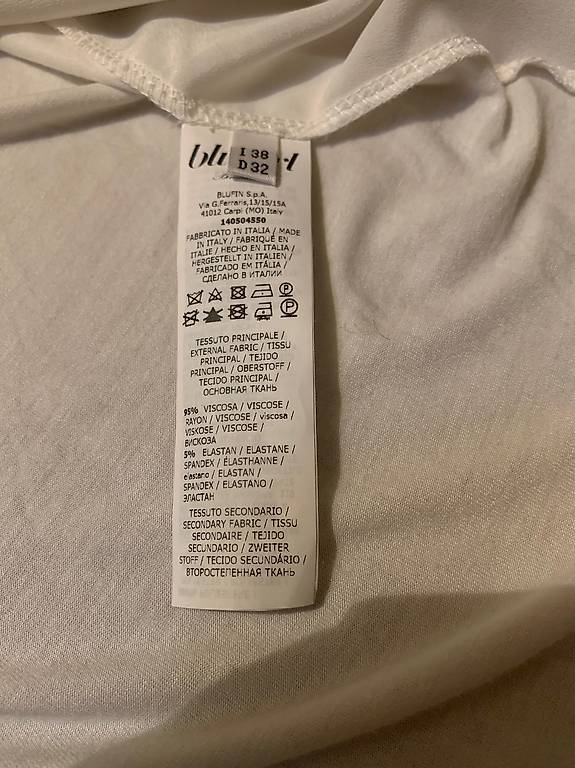 I 38
D 32
BLUFIN S.p.A.
Via G.Ferraris,13/15/15A
41012 Carpi (MO) Italy
140504550
FABBRICATO IN ITALIA / MADE
IN ITALY / FABRIQUÉ EN
ITALIE / HECHO EN ITALIA /
HERGESTELLT IN ITALIEN /
FABRICADO EM ITÁLIA /
СДЕЛАНО В ИТАЛИИ
P
P
TESSUTO PRINCIPALE /
EXTERNAL FABRIC / TISSU
PRINCIPAL / TEJIDO
PRINCIPAL / OBERSTOFF /
TECIDO PRINCIPAL /
ОСНОВНАЯ ТКАНЬ
95% VISCOSA / VISCOSE /
RAYON / VISCOSE / viscosa /
VISKOSE / VISCOSE /
ВИСКОЗА
5% ELASTAN / ELASTANE /
SPANDEX / ÉLASTHANNE /
elastano / ELASTAN /
SPANDEX / ELASTANO /
ЭЛАСТАН
TESSUTO SECONDARIO /
SECONDARY FABRIC / TISSU
SECONDAIRE / TEJIDO
SECUNDARIO / ZWEITER
STOFF / TECIDO SECUNDÁRIO /
ВТОРОСТЕПЕННАЯ ТКАНЬ